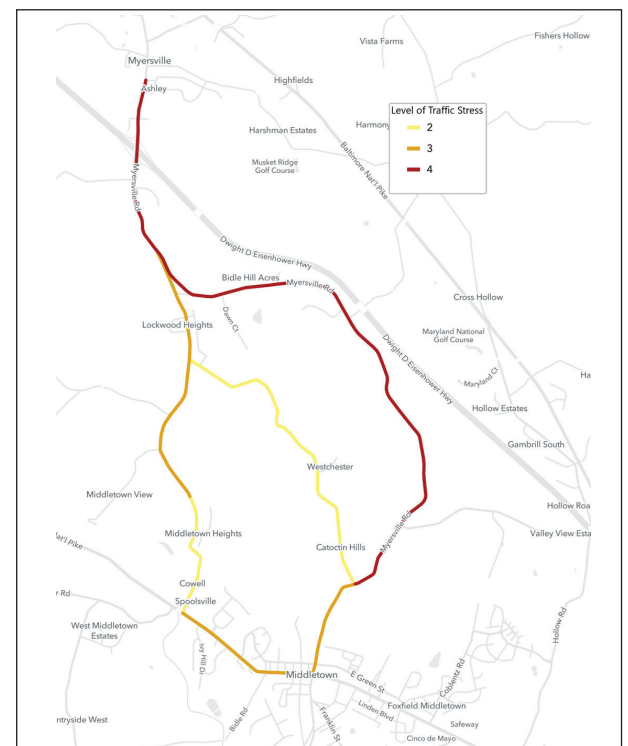 Vista Farms
Fishers Hollow
Myersville
Highfields
Ashley
Level of Traffic Stress
2
3
4
Harshman Estates
Harmony
Baltimore Nat'l Pike
Musket Ridge
Golf Course
Myersville Rd
Dwight D Eisenhower Hwy
Bidle Hill Acres
Myersville Rd
Cross Hollow
Dawn Ct
Lockwood Heights
Maryland National
Golf Course
Dwight D Eisenhower Hwy
Maryland Ct
Ha
Hollow Estates
Gambrill South
Westchester
Middletown View
Hollow Roa
Myersville Rd
Valley View Esta
Middletown Heights
Nat'l Pike
Catoctin Hills
Cowell
r Rd
Spoolsville
Hollow Rd
West Middletown
Estates
Ivy Hill Dr
Middletown
E Green St
Coblentz Rd
Foxfield Middletown
Linden Blvd
ntryside West
Bidle Rd
Franklin St
Safeway
Cinco de Mayo